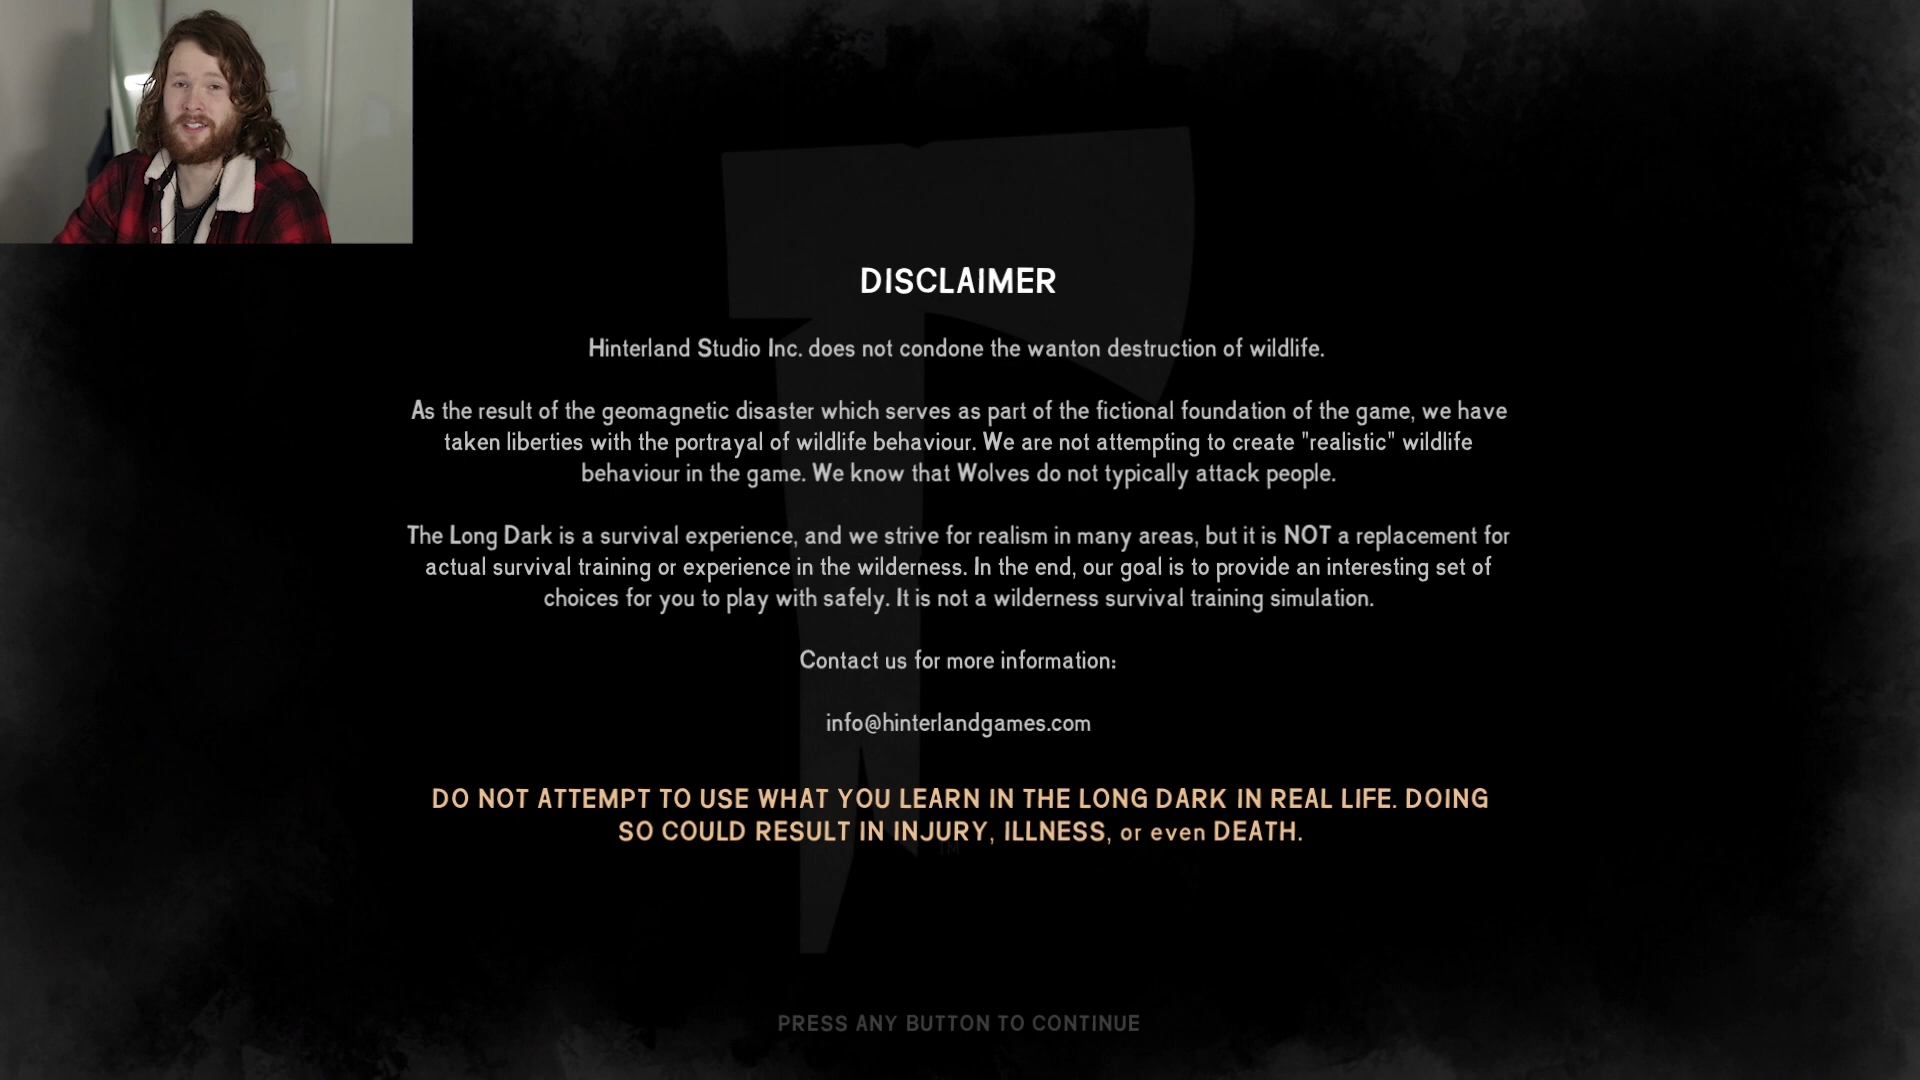 DISCLAIMER
Hinterland Studio Inc. does not condone the wanton destruction of wildlife.
As the result of the geomagnetic disaster which serves as part of the fictional foundation of the game, we have
taken liberties with the portrayal of wildlife behaviour. We are not attempting to create "realistic" wildlife
behaviour in the game. We know that Wolves do not typically attack people.
The Long Dark is a survival experience, and we strive for realism in many areas, but it is NOT a replacement for
actual survival training or experience in the wilderness. In the end, our goal is to provide an interesting set of
choices for you to play with safely. It is not a wilderness survival training simulation.
Contact us for more information:
info@hinterlandgames.com
DO NOT ATTEMPT TO USE WHAT YOU LEARN IN THE LONG DARK IN REAL LIFE. DOING
SO COULD RESULT IN INJURY, ILLNESS, or even DEATH.
TM
PRESS ANY BUTTON TO CONTINUE